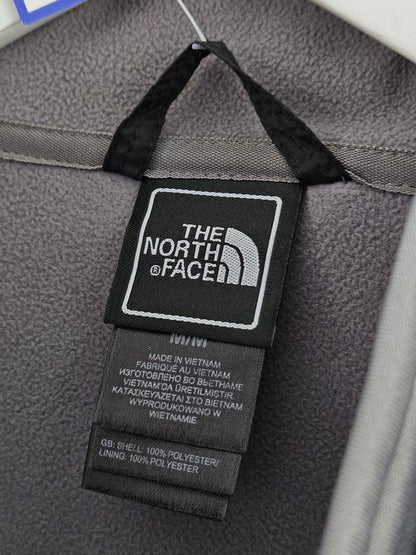 THE
NORTH
® FACE
M/M
MADE IN VIETNAM
FABRIQUÉ AU VIETNAM
ИЗГОТОВЛЕНО ВО ВЬЕТНАМЕ
VIETNAM'DA ÜRETILMIŞTIR.
ΚΑΤΑΣΚΕΥΑΖΕΤΑΙ ΣΤΟ ΒΙΕΤΝΑΜ
WYPRODUKOWANO W
WIETNAMIE
GB: SHELL: 100% POLYESTER/
LINING: 100% POLYESTER